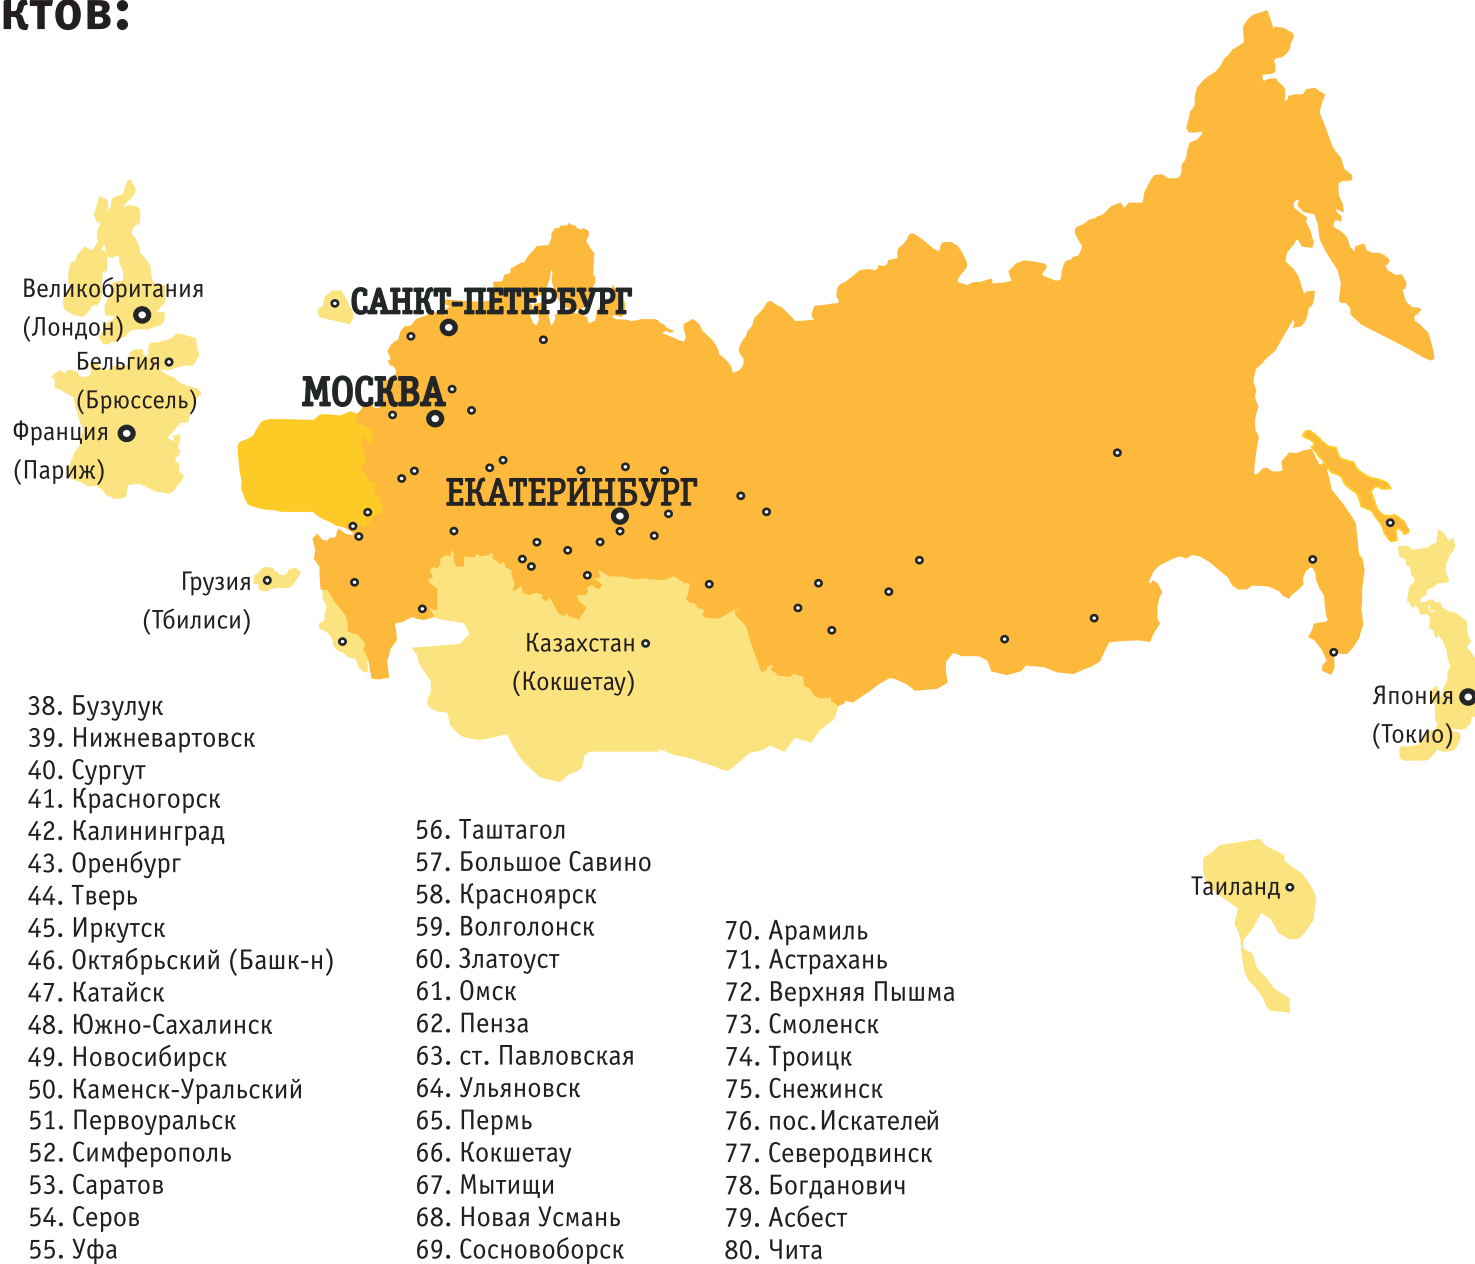 ктов:
САНКТ-ПЕТЕРБУРГ
МОСКВА
ЕКАТЕРИНБУРГ
Великобритания
(Лондон)
Бельгия
(Брюссель)
Франция
(Париж)
Грузия
(Тбилиси)
Казахстан
(Кокшетау)
Япония
(Токио)
Таиланд
38. Бузулук
39. Нижневартовск
40. Сургут
41. Красногорск
42. Калининград
43. Оренбург
44. Тверь
45. Иркутск
46. Октябрьский (Башк-н)
47. Катайск
48. Южно-Сахалинск
49. Новосибирск
50. Каменск-Уральский
51. Первоуральск
52. Симферополь
53. Саратов
54. Серов
55. Уфа
56. Таштагол
57. Большое Савино
58. Красноярск
59. Волголонск
60. Златоуст
61. Омск
62. Пенза
63. ст. Павловская
64. Ульяновск
65. Пермь
66. Кокшетау
67. Мытищи
68. Новая Усмань
69. Сосновоборск
70. Арамиль
71. Астрахань
72. Верхняя Пышма
73. Смоленск
74. Троицк
75. Снежинск
76. пос.Искателей
77. Северодвинск
78. Богданович
79. Асбест
80. Чита